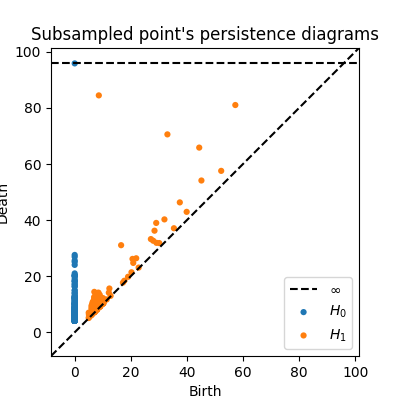 Subsampled point's persistence diagrams
100
80
60
40
20
0
Death
∞
H₀
H₁
0 20 40 60 80 100
Birth